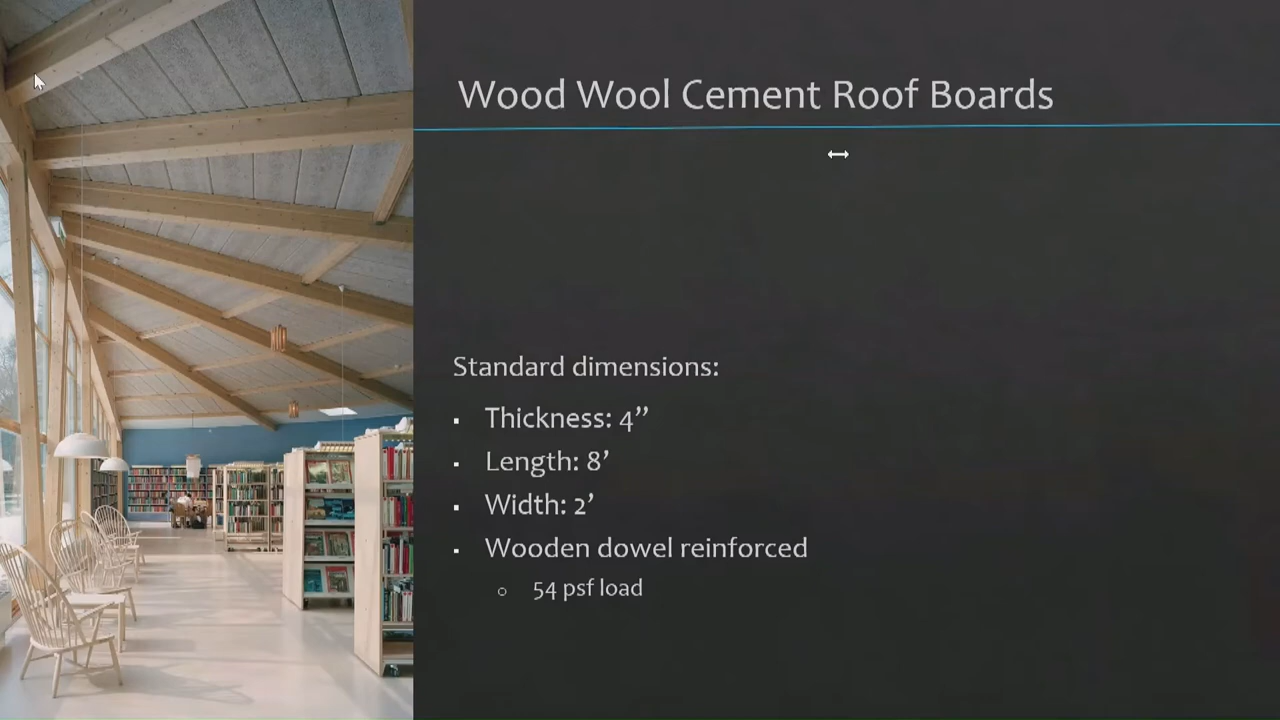 Wood Wool Cement Roof Boards
Standard dimensions:
▪ Thickness: 4”
▪ Length: 8’
▪ Width: 2’
▪ Wooden dowel reinforced
○ 54 psf load